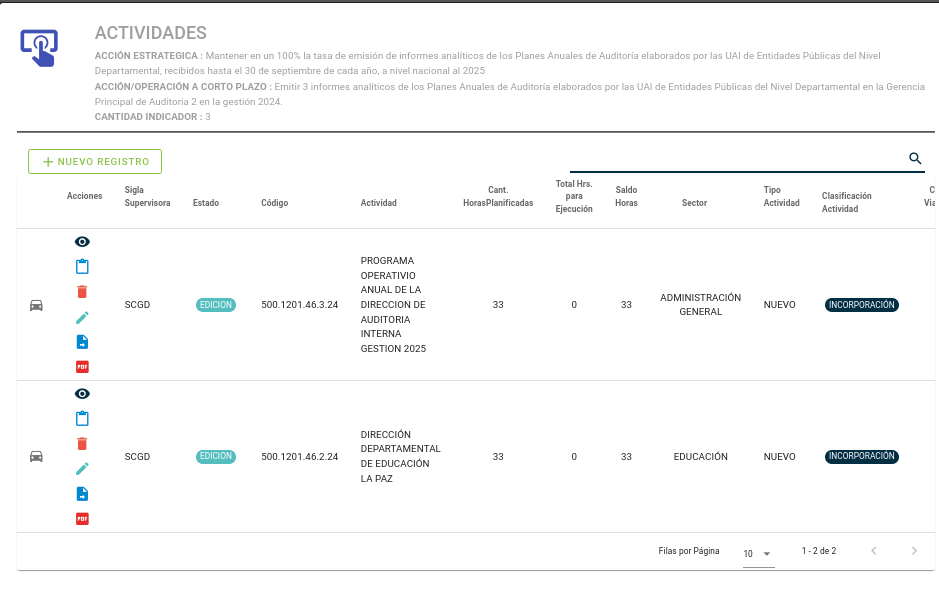 ACTIVIDADES
ACCIÓN ESTRATEGICA : Mantener en un 100% la tasa de emisión de informes analíticos de los Planes Anuales de Auditoría elaborados por las UAI de Entidades Públicas del Nivel
Departamental, recibidos hasta el 30 de septiembre de cada año, a nivel nacional al 2025
ACCIÓN/OPERACIÓN A CORTO PLAZO : Emitir 3 informes analíticos de los Planes Anuales de Auditoría elaborados por las UAI de Entidades Públicas del Nivel Departamental en la Gerencia
Principal de Auditoria 2 en la gestión 2024.
CANTIDAD INDICADOR : 3
NUEVO REGISTRO
Acciones
Sigla
Supervisora
Estado
Código
Actividad
Cant.
HorasPlanificadas
Total Hrs.
para
Ejecución
Saldo
Horas
Sector
Tipo
Actividad
Clasificación
Actividad
C
Via
SCGD
EDICION
500.1201.46.3.24
PROGRAMA
OPERATIVIO
ANUAL DE LA
DIRECCION DE
AUDITORIA
INTERNA
GESTION 2025
33
0
33
ADMINISTRACIÓN
GENERAL
NUEVO
INCORPORACIÓN
PDF
SCGD
EDICION
500.1201.46.2.24
DIRECCIÓN
DEPARTAMENTAL
DE EDUCACIÓN
LA PAZ
33
0
33
EDUCACIÓN
NUEVO
INCORPORACIÓN
PDF
Filas por Página
10
1 - 2 de 2